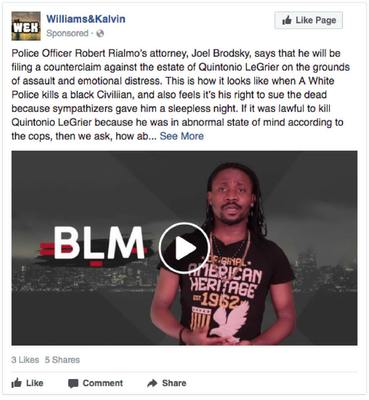 WEK
Williams&Kalvin
Sponsored ·
Like Page
Police Officer Robert Rialmo's attorney, Joel Brodsky, says that he will be
filing a counterclaim against the estate of Quintonio LeGrier on the grounds
of assault and emotional distress. This is how it looks like when A White
Police kills a black Civiliian, and also feels it's his right to sue the dead
because sympathizers gave him a sleepless night. If it was lawful to kill
Quintonio LeGrier because he was in abnormal state of mind according to
the cops, then we ask, how ab... See More
BLM
ORIGINAL
AMERICAN
HERITAGE
EST 1962
3 Likes 5 Shares
Like Comment Share